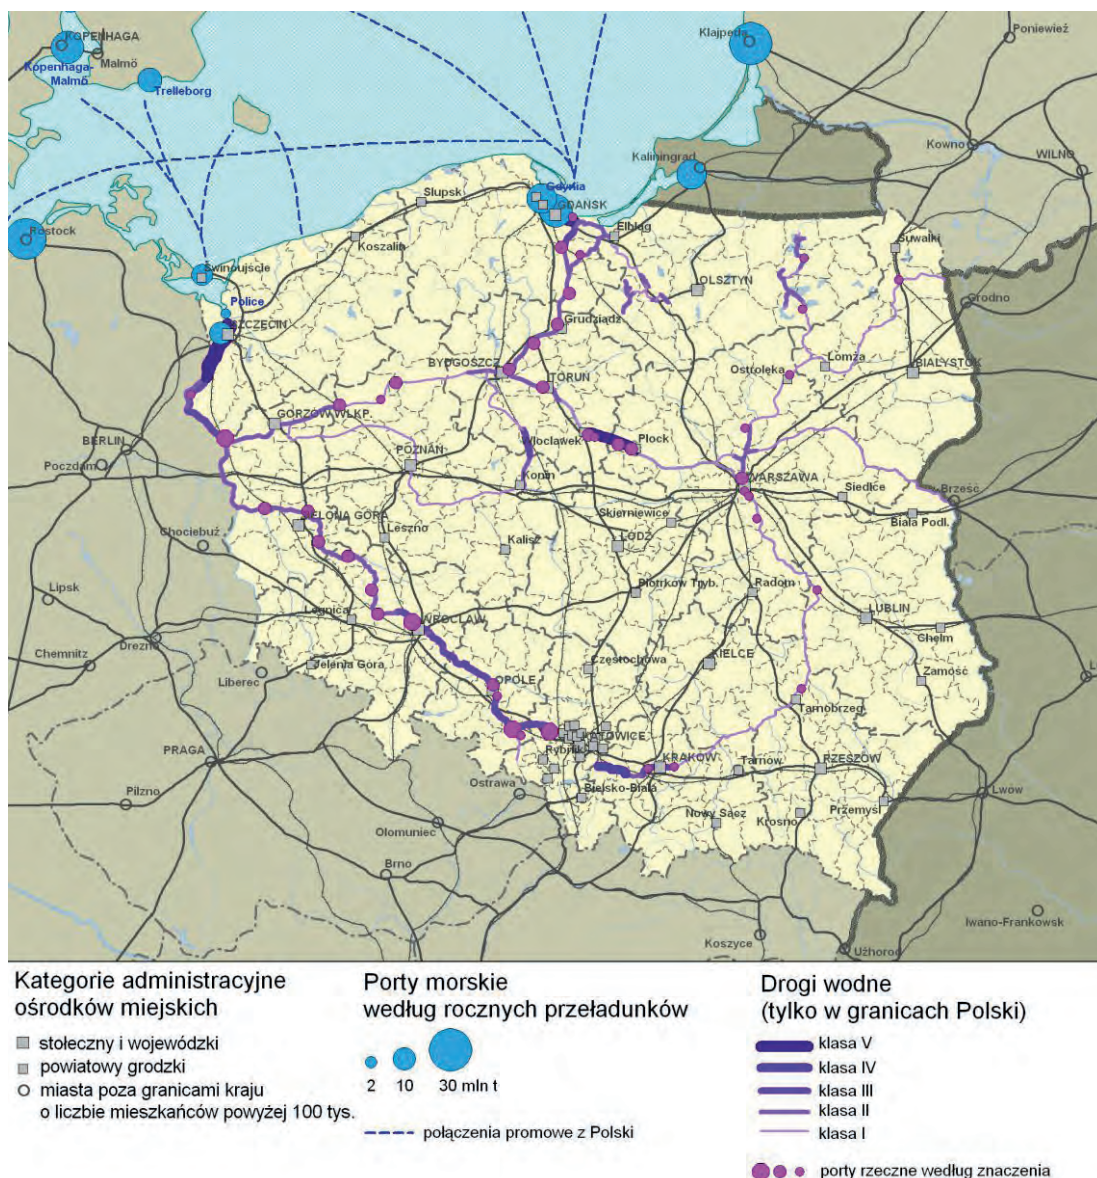 KOPENHAGA
Malmö
Kopenhaga-
Malmö
Trelleborg
Kłajpeda
Poniewież
Kowno
WILNO
Kaliningrad
Gdynia
GDAŃSK
Słupsk
Koszalin
Elbląg
Suwałki
Rostock
Świnoujście
Police
SZCZECIN
OLSZTYN
Grodno
Grudziądz
BYDGOSZCZ
TORUŃ
Ostrołęka
Łomża
BIAŁYSTOK
GORZÓW WLKP.
BERLIN
Poczdam
POZNAŃ
Włocławek
Płock
Konin
WARSZAWA
Siedlce
Brześć
Biała Podl.
ZIELONA GÓRA
Leszno
Skierniewice
Chociebuż
Kalisz
ŁÓDŹ
Lipsk
Piotrków Tryb.
Radom
LUBLIN
Legnica
WROCŁAW
Chełm
Chemnitz
Drezno
Jelenia Góra
Liberec
Częstochowa
KIELCE
Zamość
OPOLE
Tarnobrzeg
PRAGA
KATOWICE
Rybnik
KRAKÓW
Tarnów
RZESZÓW
Pilzno
Ostrawa
Bielsko-Biała
Lwów
Przemyśl
Nowy Sącz
Krosno
Ołomuniec
Brno
Iwano-Frankowsk
Koszyce
Użhorod
Kategorie administracyjne
ośrodków miejskich
stołeczny i wojewódzki
powiatowy grodzki
miasta poza granicami kraju
o liczbie mieszkańców powyżej 100 tys.
Porty morskie
według rocznych przeładunków
2 10 30 mln t
połączenia promowe z Polski
Drogi wodne
(tylko w granicach Polski)
klasa V
klasa IV
klasa III
klasa II
klasa I
porty rzeczne według znaczenia